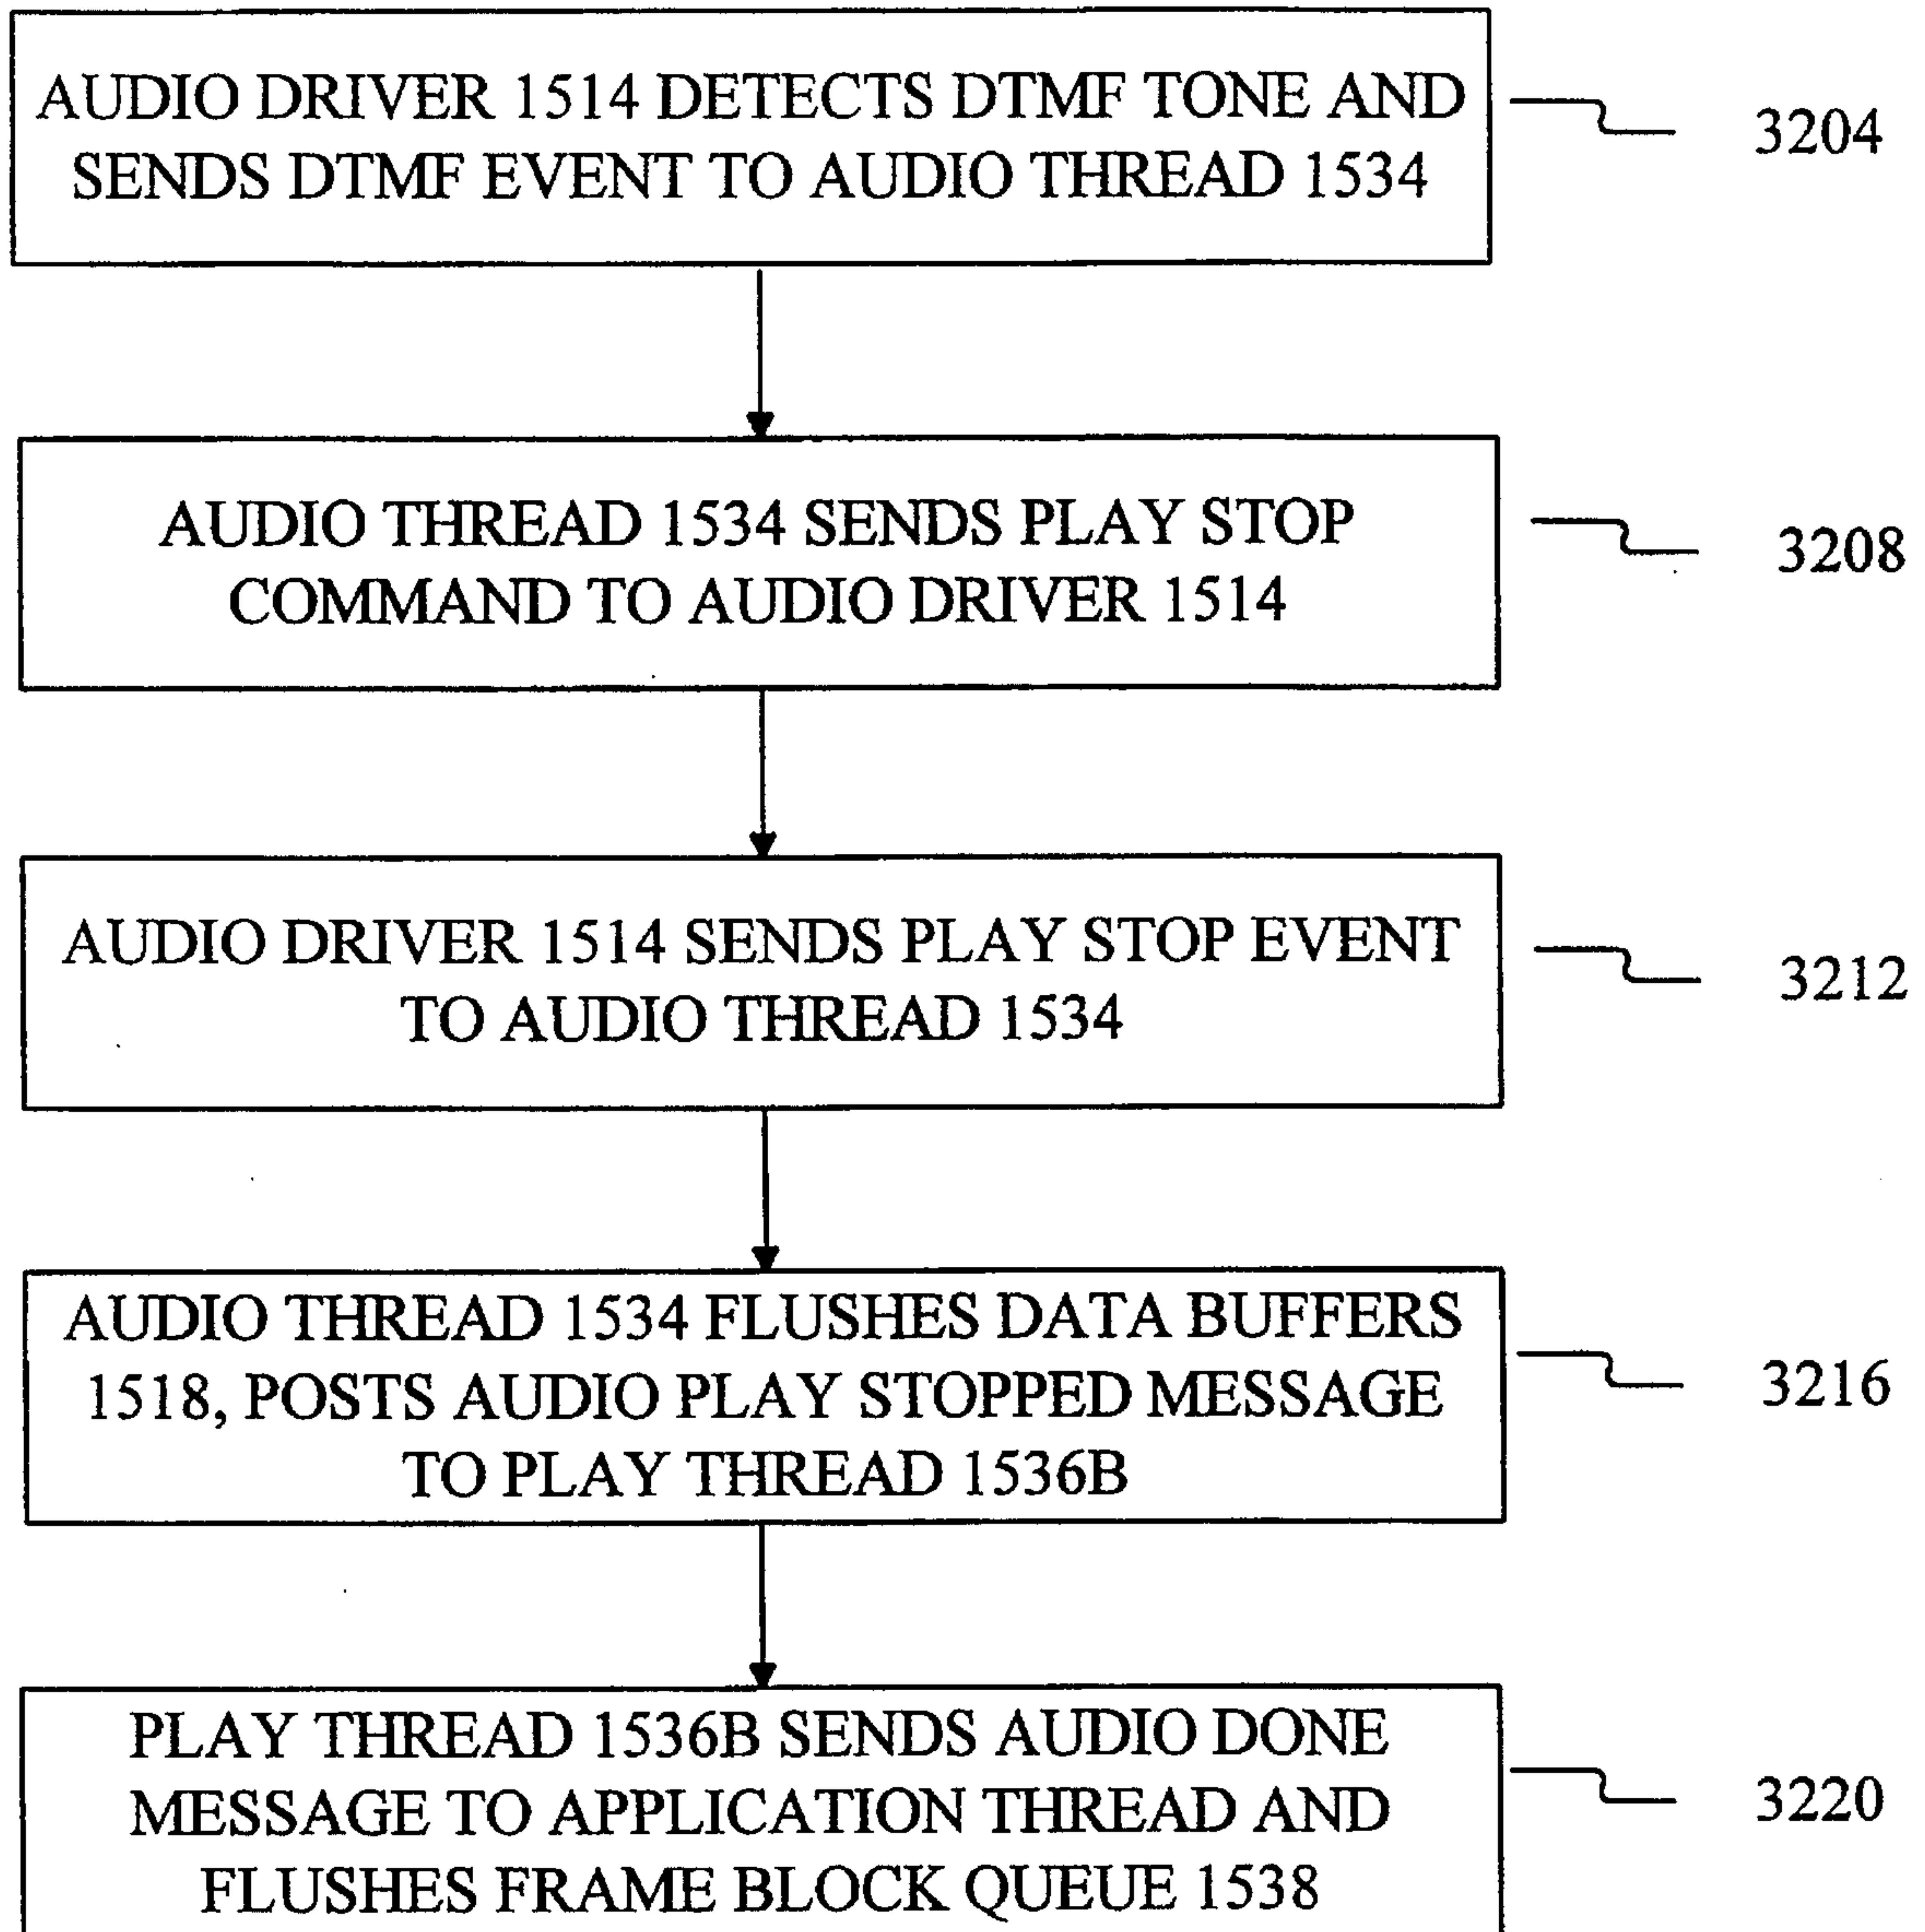 AUDIO DRIVER 1514 DETECTS DTMF TONE AND
SENDS DTMF EVENT TO AUDIO THREAD 1534
3204
AUDIO THREAD 1534 SENDS PLAY STOP
COMMAND TO AUDIO DRIVER 1514
3208
AUDIO DRIVER 1514 SENDS PLAY STOP EVENT
TO AUDIO THREAD 1534
3212
AUDIO THREAD 1534 FLUSHES DATA BUFFERS
1518, POSTS AUDIO PLAY STOPPED MESSAGE
TO PLAY THREAD 1536B
3216
PLAY THREAD 1536B SENDS AUDIO DONE
MESSAGE TO APPLICATION THREAD AND
FLUSHES FRAME BLOCK QUEUE 1538
3220